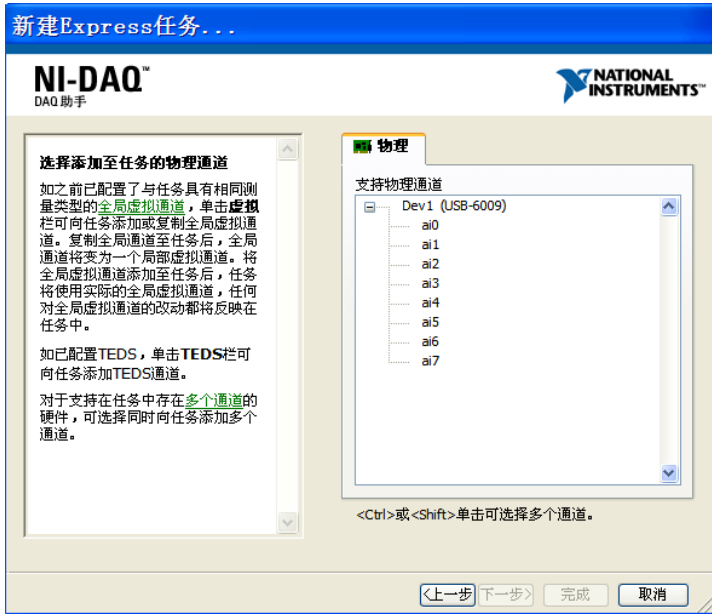 新建Express任务...
NI-DAQ™
DAQ 助手
NATIONAL
INSTRUMENTS™
选择添加至任务的物理通道
如之前已配置了与任务具有相同测
量类型的全局虚拟通道，单击虚拟
栏可向任务添加或复制全局虚拟通
道。复制全局通道至任务后，全局
通道将变为一个局部虚拟通道。将
全局虚拟通道添加至任务后，任务
将使用实际的全局虚拟通道，任何
对全局虚拟通道的改动都将反映在
任务中。
如已配置TEDS，单击TEDS栏可
向任务添加TEDS通道。
对于支持在任务中存在多个通道的
硬件，可选择同时向任务添加多个
通道。
物理
支持物理通道
Dev1 (USB-6009)
ai0
ai1
ai2
ai3
ai4
ai5
ai6
ai7
<Ctrl>或<Shift>单击可选择多个通道。
<上一步 下一步> 完成 取消